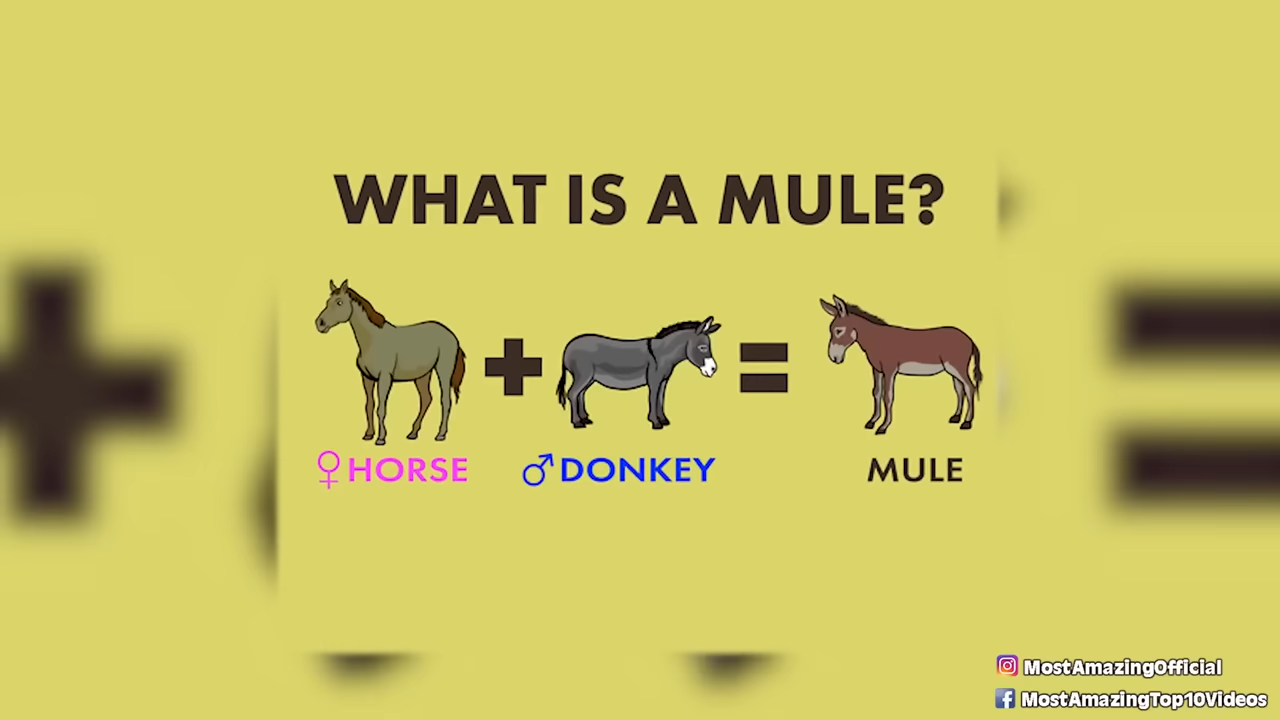 WHAT IS A MULE?
♀HORSE ♂DONKEY MULE
MostAmazingOfficial
MostAmazingTop10Videos